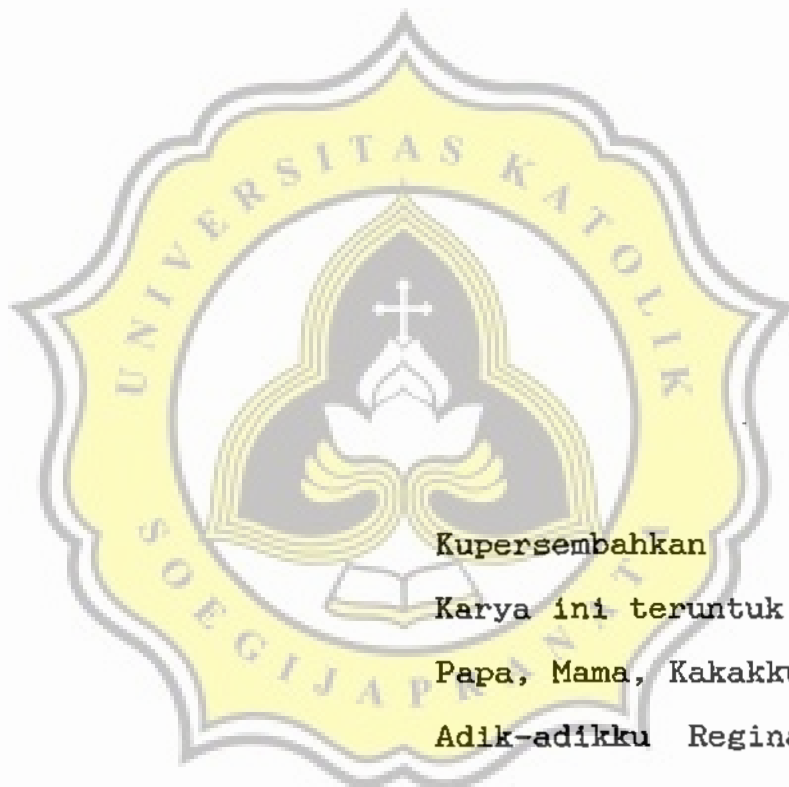 UNIVERSITAS KATOLIK
SOEGIJAPRANATA
Kupersembahkan
Karya ini teruntuk
Papa, Mama, Kakakku
Adik-adikku Regina